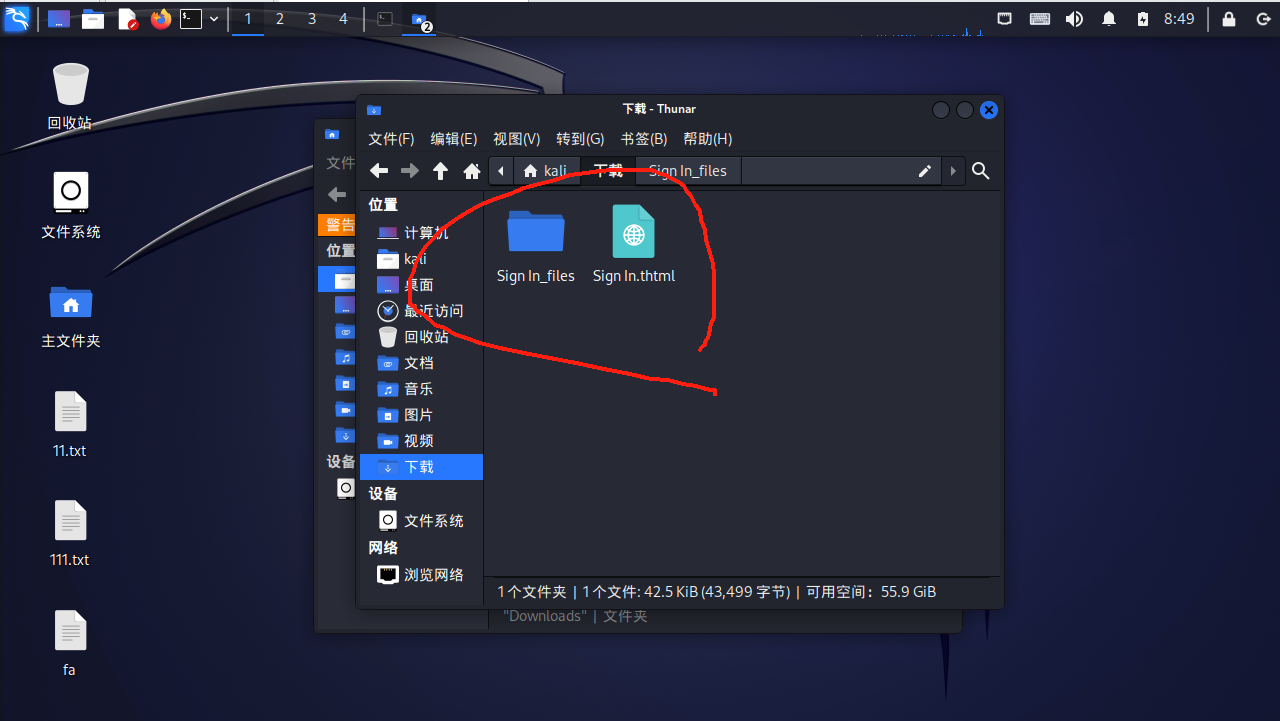 1 2 3 4 2 8:49
回收站
文件系统
主文件夹
11.txt
111.txt
fa
文件
警告
位置
设备
下载 - Thunar
文件(F) 编辑(E) 视图(V) 转到(G) 书签(B) 帮助(H)
kali 下载 Sign In_files
位置
计算机
kali
桌面
最近访问
回收站
文档
音乐
图片
视频
下载
设备
文件系统
网络
浏览网络
Sign In_files Sign In.thtml
1 个文件夹 | 1 个文件: 42.5 KiB (43,499 字节) | 可用空间: 55.9 GiB
"Downloads" | 文件夹